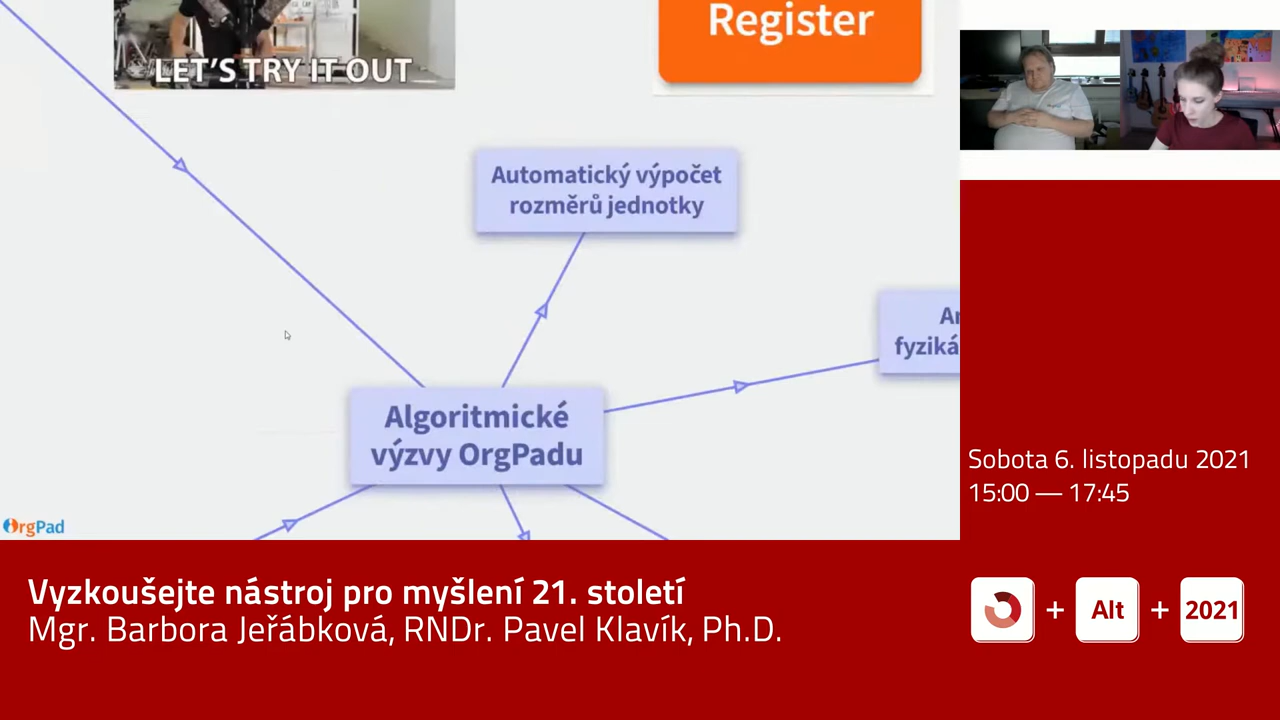 LET'S TRY IT OUT
Register
Automatický výpočet
rozměrů jednotky
Algoritmické
výzvy OrgPadu
OrgPad
Sobota 6. listopadu 2021
15:00 — 17:45
Vyzkoušejte nástroj pro myšlení 21. století
Mgr. Barbora Jeřábková, RNDr. Pavel Klavík, Ph.D.
+ Alt + 2021